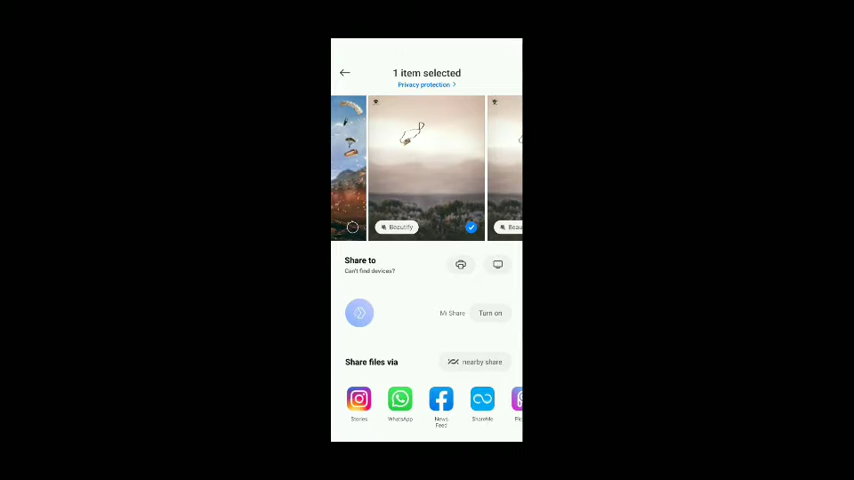 1 item selected
Privacy protection >
Beautify
Beau
Share to
Can't find devices?
Mi Share
Turn on
Share files via
nearby share
Stories
WhatsApp
News Feed
ShareMe